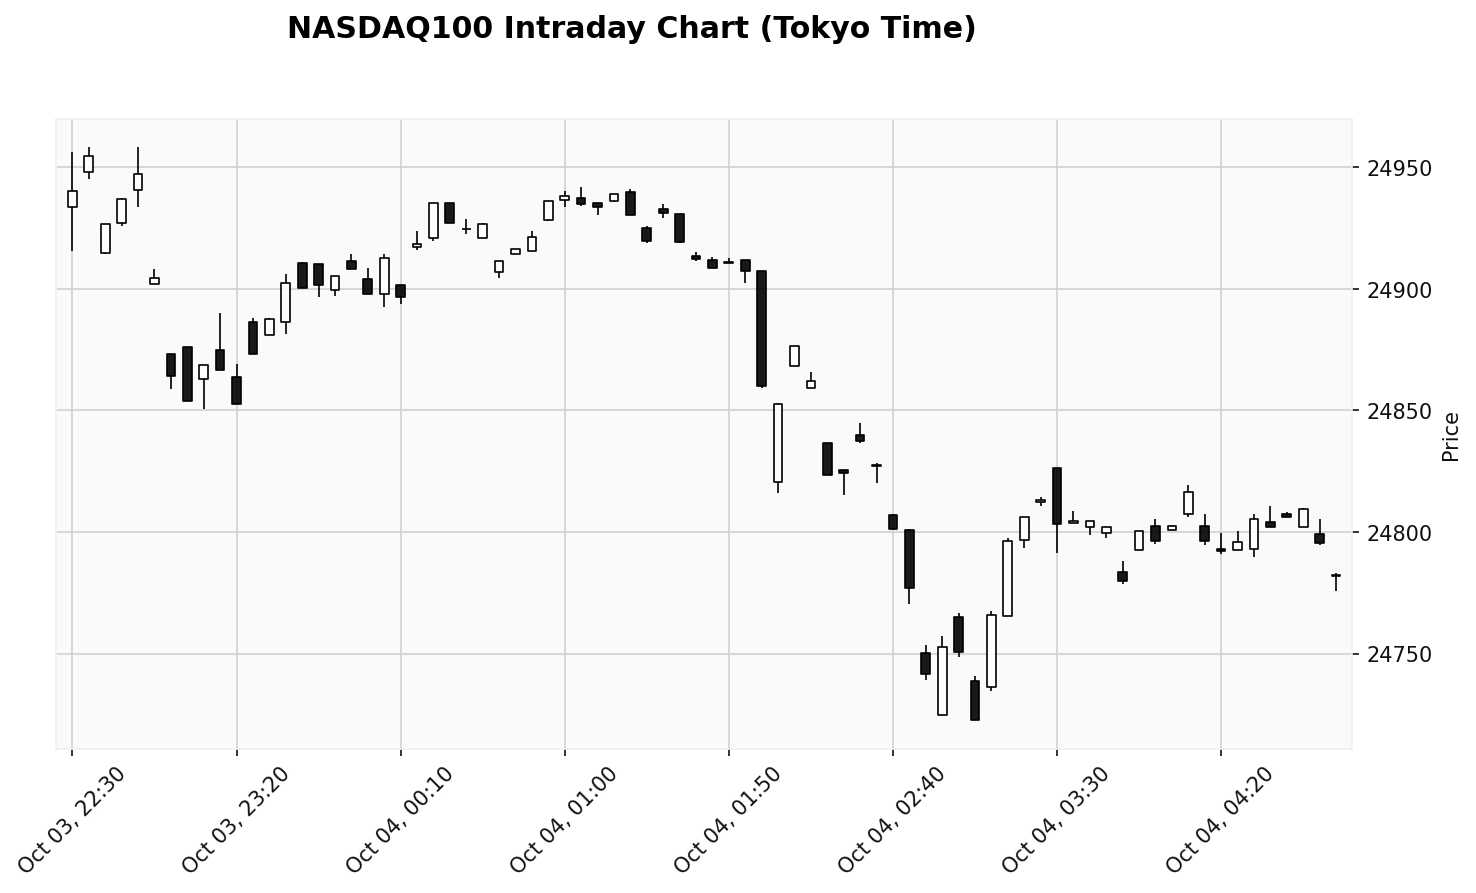 NASDAQ100 Intraday Chart (Tokyo Time)
24950
24900
24850
24800
24750
Price
Oct 03, 22:30
Oct 03, 23:20
Oct 04, 00:10
Oct 04, 01:00
Oct 04, 01:50
Oct 04, 02:40
Oct 04, 03:30
Oct 04, 04:20